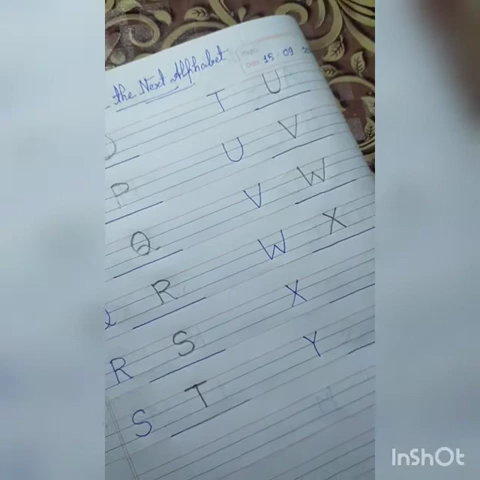 the Next Alphabet 15 09
T U
P U V
Q V W
R W X
R S X
S T Y
InShOt